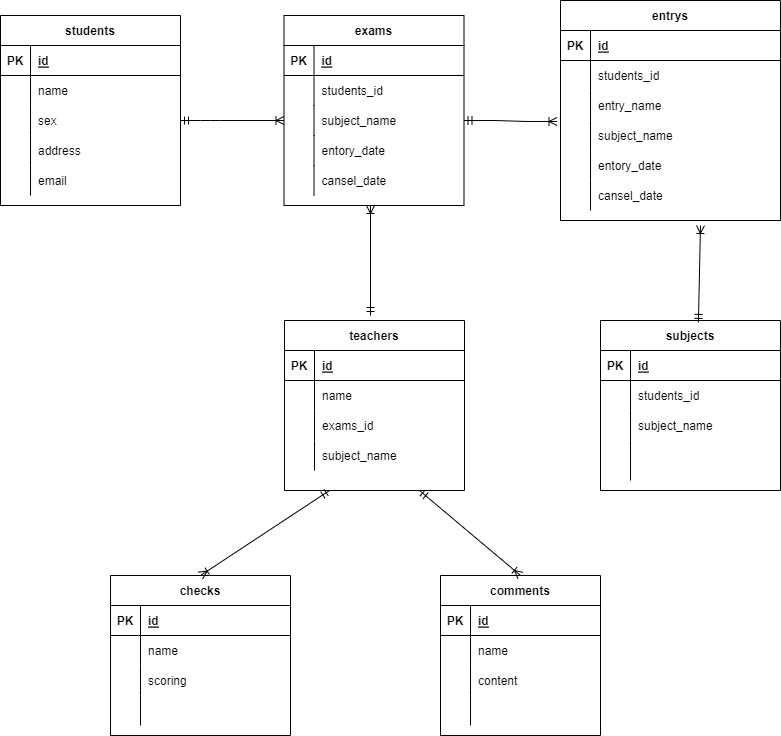 students
PK id
name
sex
address
email
exams
PK id
students_id
subject_name
entory_date
cansel_date
entrys
PK id
students_id
entry_name
subject_name
entory_date
cansel_date
teachers
PK id
name
exams_id
subject_name
subjects
PK id
students_id
subject_name
checks
PK id
name
scoring
comments
PK id
name
content